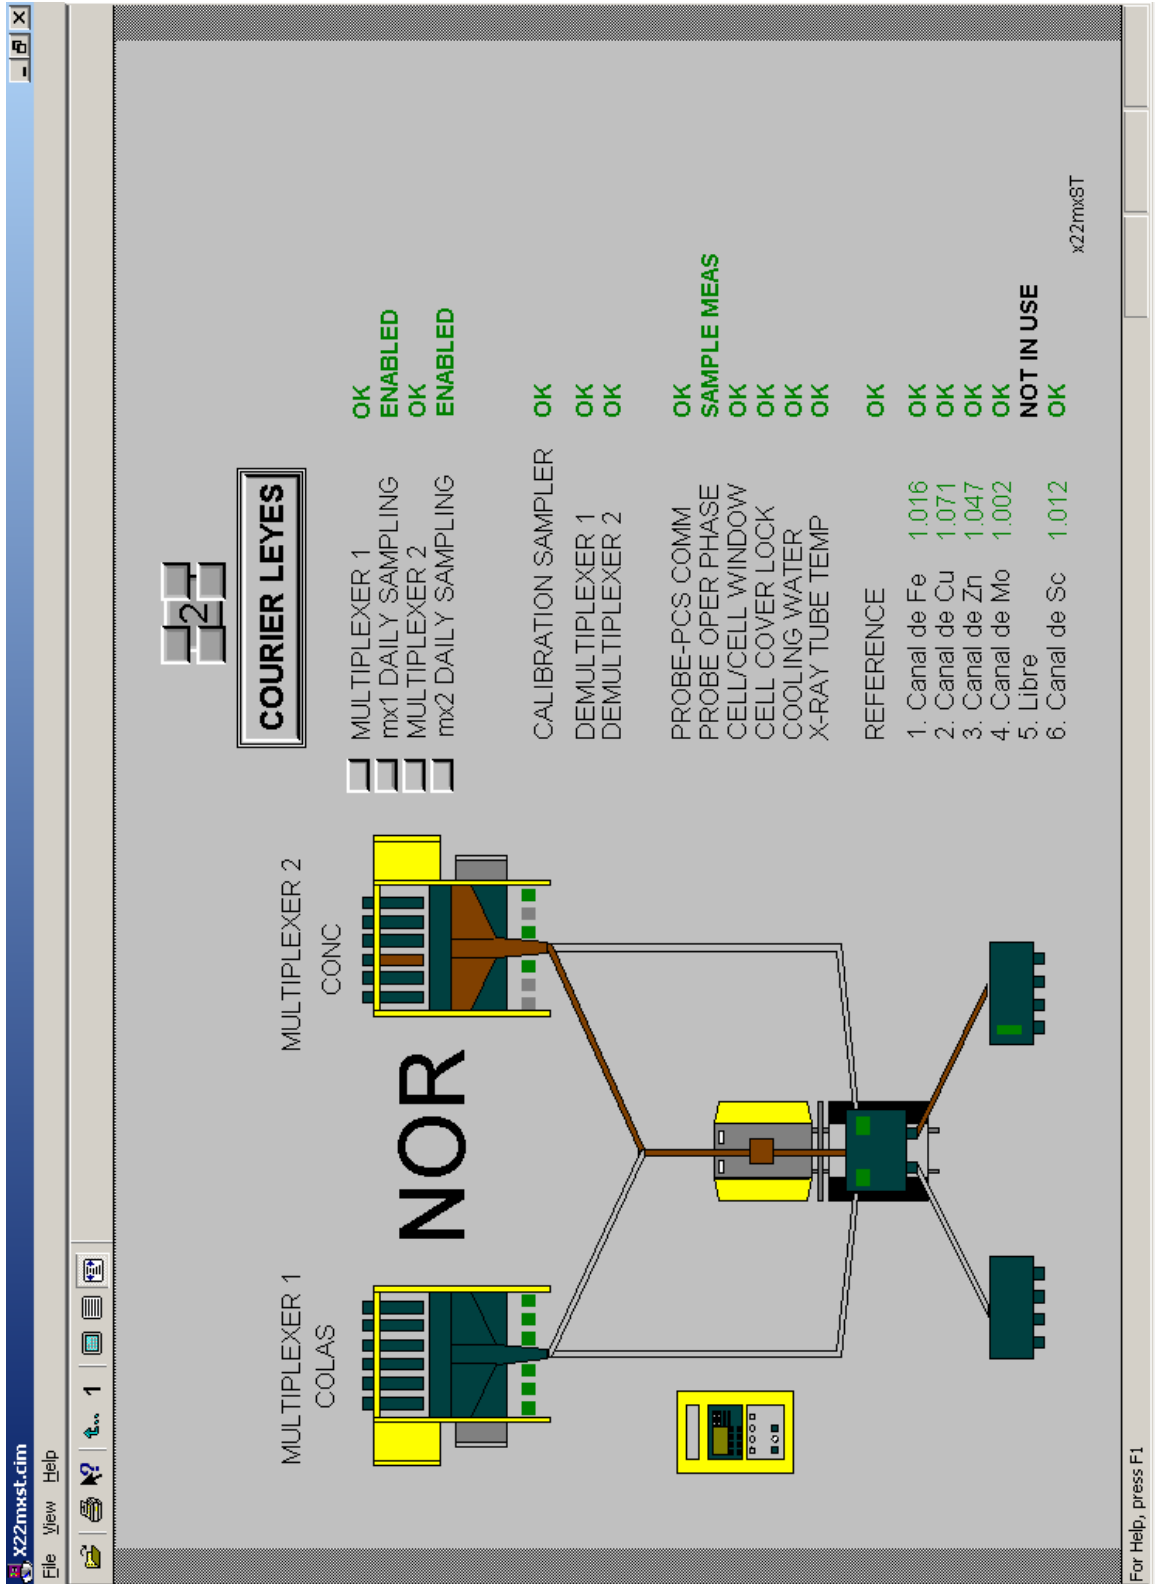 X22mxst.cim
File View Help
1
2
COURIER LEYES
MULTIPLEXER 1
COLAS
NOR
MULTIPLEXER 2
CONC
MULTIPLEXER 1 OK
mx1 DAILY SAMPLING ENABLED
MULTIPLEXER 2 OK
mx2 DAILY SAMPLING ENABLED
CALIBRATION SAMPLER OK
DEMULTIPLEXER 1 OK
DEMULTIPLEXER 2 OK
PROBE-PCS COMM OK
PROBE OPER PHASE SAMPLE MEAS
CELL/CELL WINDOW OK
CELL COVER LOCK OK
COOLING WATER OK
X-RAY TUBE TEMP OK
REFERENCE OK
1. Canal de Fe 1.016 OK
2. Canal de Cu 1.071 OK
3. Canal de Zn 1.047 OK
4. Canal de Mo 1.002 OK
5. Libre NOT IN USE
6. Canal de Sc 1.012 OK
x22mxST
For Help, press F1